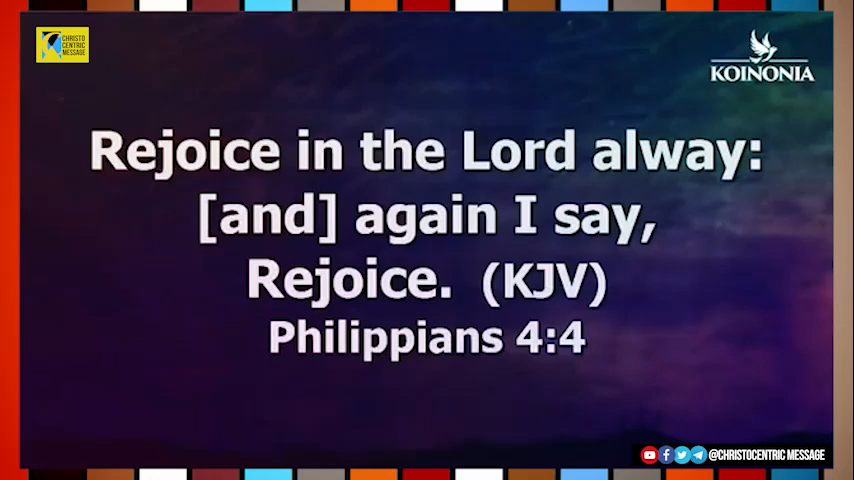 CHRISTO
CENTRIC
MESSAGE
KOINONIA
Rejoice in the Lord alway:
[and] again I say,
Rejoice. (KJV)
Philippians 4:4
@CHRISTOCENTRIC MESSAGE